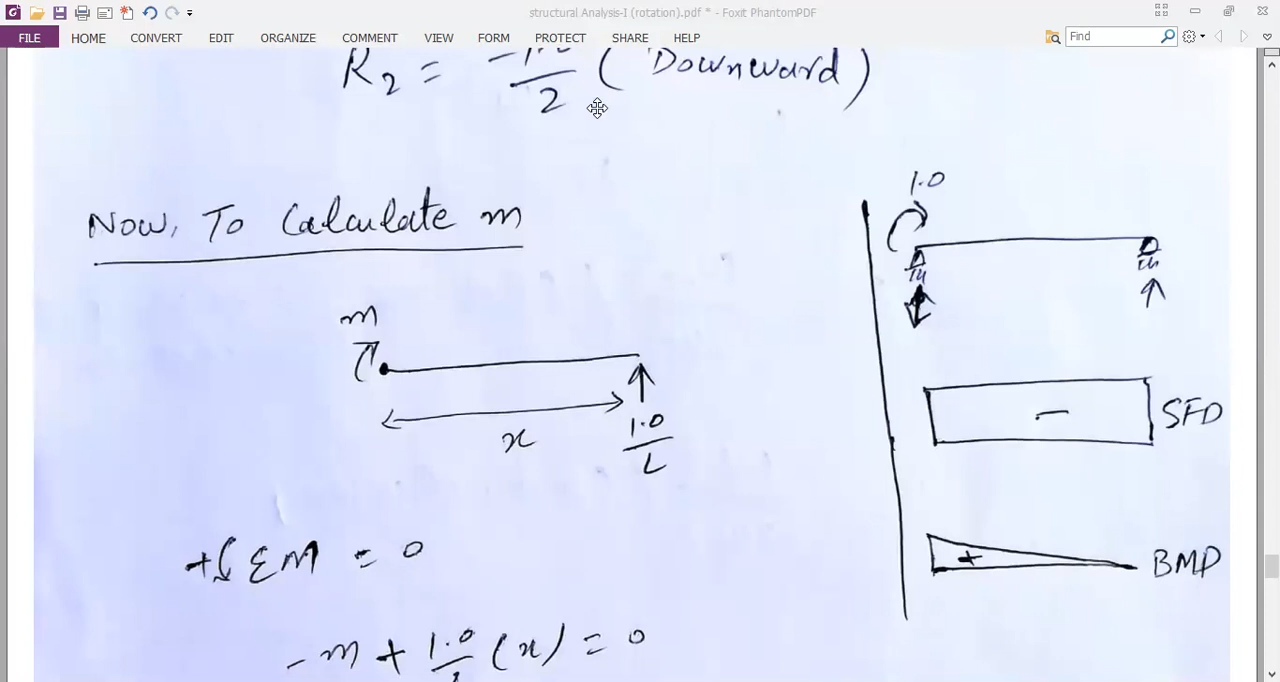 structural Analysis-I (rotation).pdf * - Foxit PhantomPDF
FILE HOME CONVERT EDIT ORGANIZE COMMENT VIEW FORM PROTECT SHARE HELP
Find
R2 = 2 (Downward)
Now, To Calculate m
1.0
m
x
1.0
L
SFD
-
+
BMD
+ΣM = 0
-m + 1.0 (x) = 0